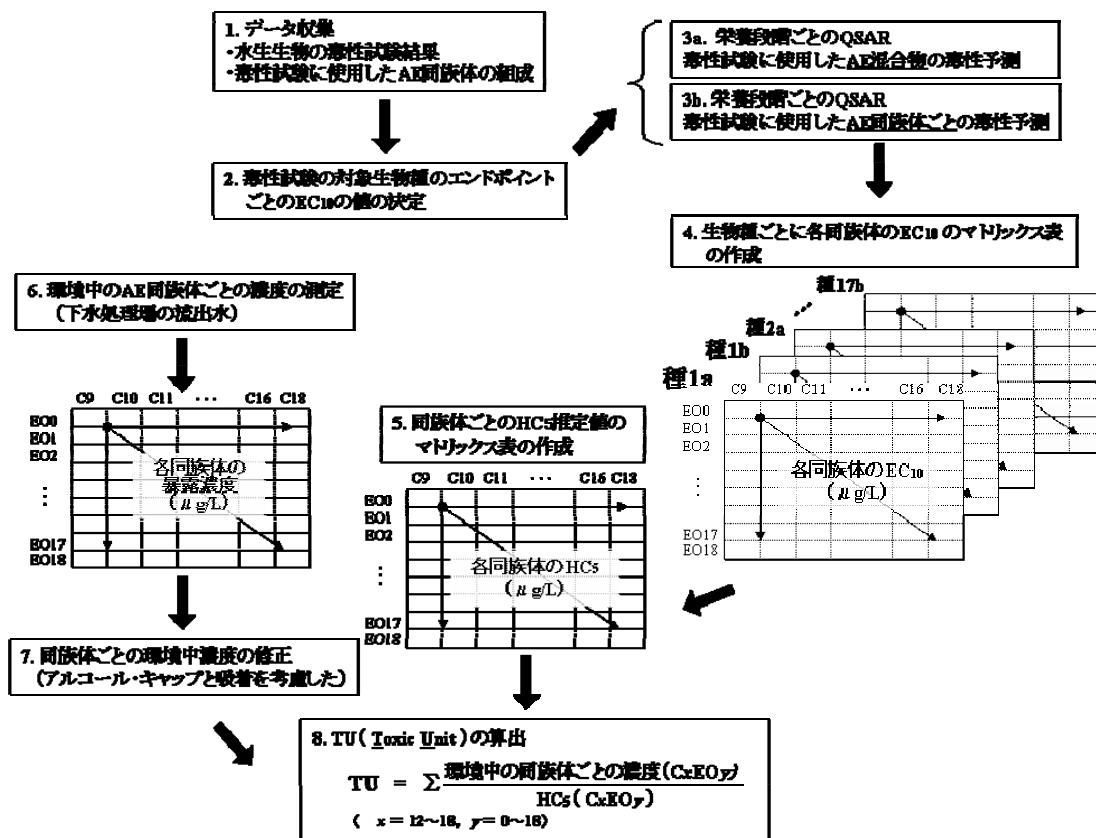 1. データ収集
・水生生物の毒性試験結果
・毒性試験に使用したAE同族体の組成
2. 毒性試験の対象生物種のエンドポイント
ごとのEC10の値の決定
3a. 栄養段階ごとのQSAR
毒性試験に使用したAE混合物の毒性予測
3b. 栄養段階ごとのQSAR
毒性試験に使用したAE同族体ごとの毒性予測
4. 生物種ごとに各同族体のEC10のマトリックス表
の作成
種17b
種2a
種1b
種1a
C9 C10 C11 ・・・ C16 C18
EO0
EO1
EO2
⋮
EO17
EO18
各同族体のEC10
(μg/L)
5. 同族体ごとのHC5推定値の
マトリックス表の作成
C9 C10 C11 ・・・ C16 C18
EO0
EO1
EO2
⋮
EO17
EO18
各同族体のHC5
(μg/L)
6. 環境中のAE同族体ごとの濃度の測定
(下水処理場の流出水)
C9 C10 C11 ・・・ C16 C18
EO0
EO1
EO2
⋮
EO17
EO18
各同族体の
暴露濃度
(μg/L)
7. 同族体ごとの環境中濃度の修正
(アルコール・キャップと吸着を考慮した)
8. TU( Toxic Unit )の算出
TU = Σ 環境中の同族体ごとの濃度(CxEOy)
HC5( CxEOy)
( x = 12~18, y = 0~18)